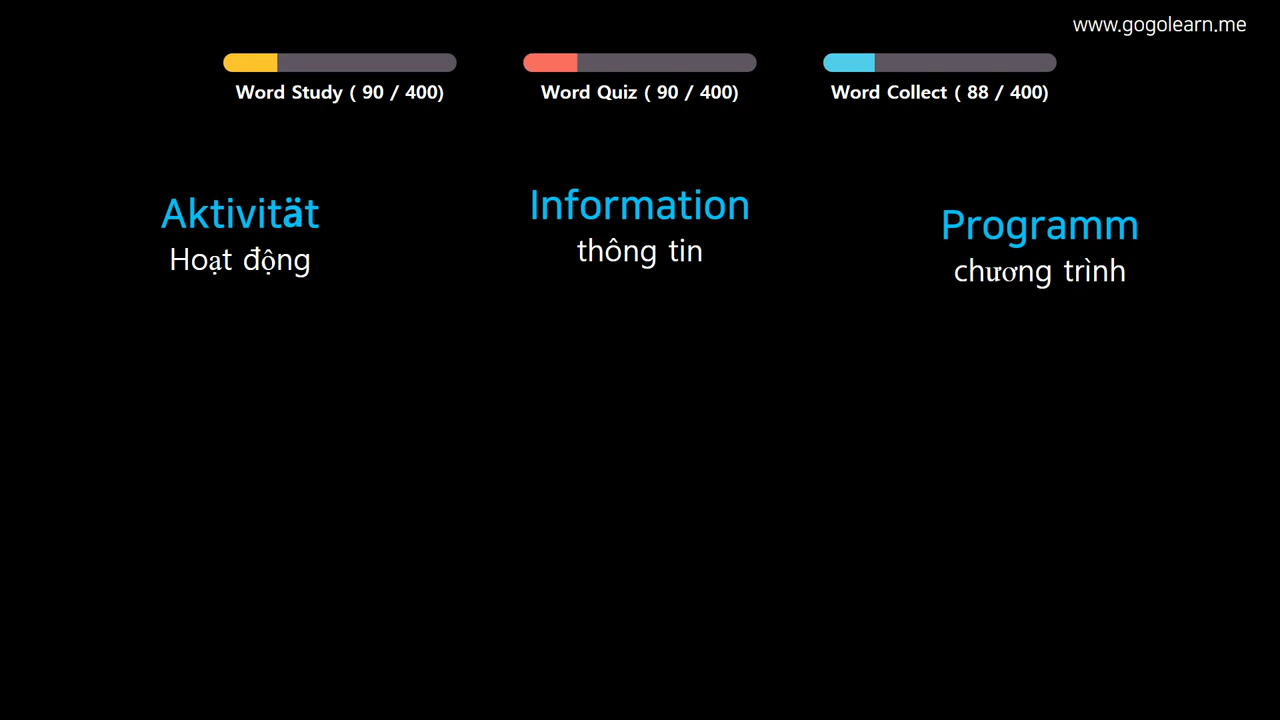 www.gogolearn.me
Word Study ( 90 / 400)
Word Quiz ( 90 / 400)
Word Collect ( 88 / 400)
Aktivität
Hoạt động
Information
thông tin
Programm
chương trình